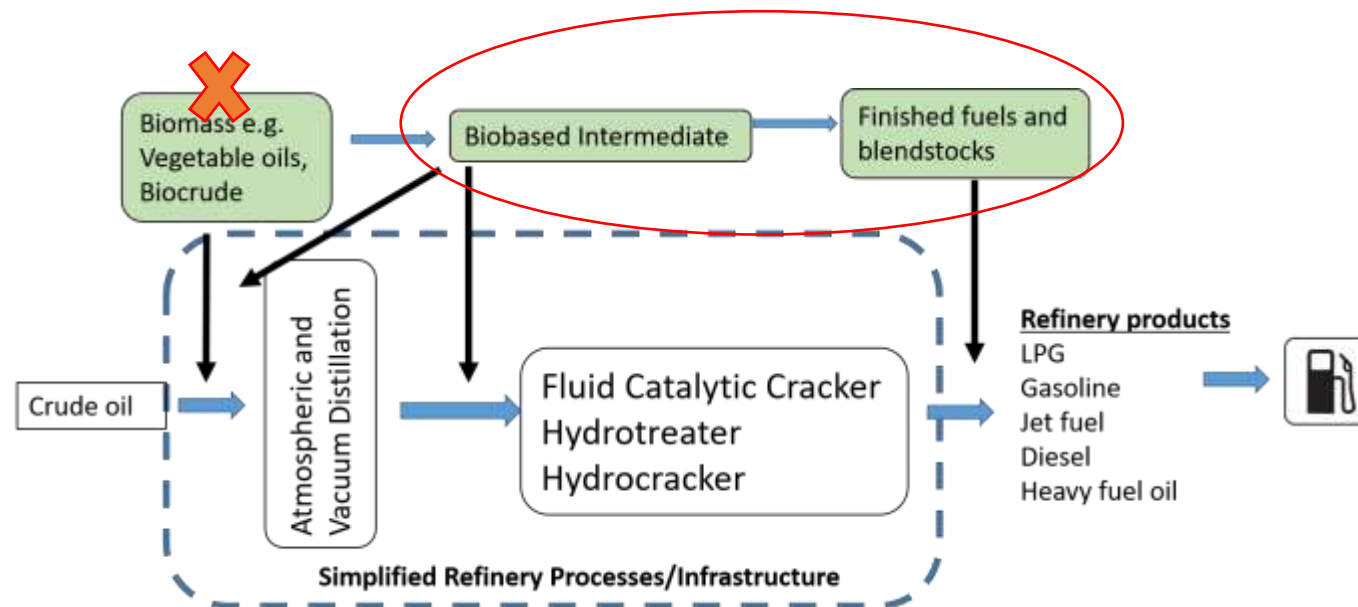 Biomass e.g.
Vegetable oils,
Biocrude
Biobased Intermediate
Finished fuels and
blendstocks
Crude oil
Atmospheric and
Vacuum Distillation
Fluid Catalytic Cracker
Hydrotreater
Hydrocracker
Refinery products
LPG
Gasoline
Jet fuel
Diesel
Heavy fuel oil
Simplified Refinery Processes/Infrastructure